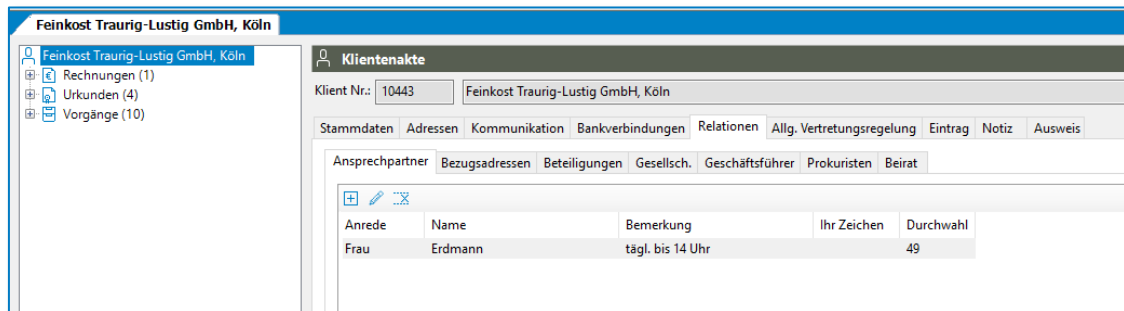 Feinkost Traurig-Lustig GmbH, Köln
Feinkost Traurig-Lustig GmbH, Köln
Rechnungen (1)
Urkunden (4)
Vorgänge (10)
Klientenakte
Klient Nr.: 10443 Feinkost Traurig-Lustig GmbH, Köln
Stammdaten Adressen Kommunikation Bankverbindungen Relationen Allg. Vertretungsregelung Eintrag Notiz Ausweis
Ansprechpartner Bezugsadressen Beteiligungen Gesellsch. Geschäftsführer Prokuristen Beirat
Anrede Name Bemerkung Ihr Zeichen Durchwahl
Frau Erdmann tägl. bis 14 Uhr 49